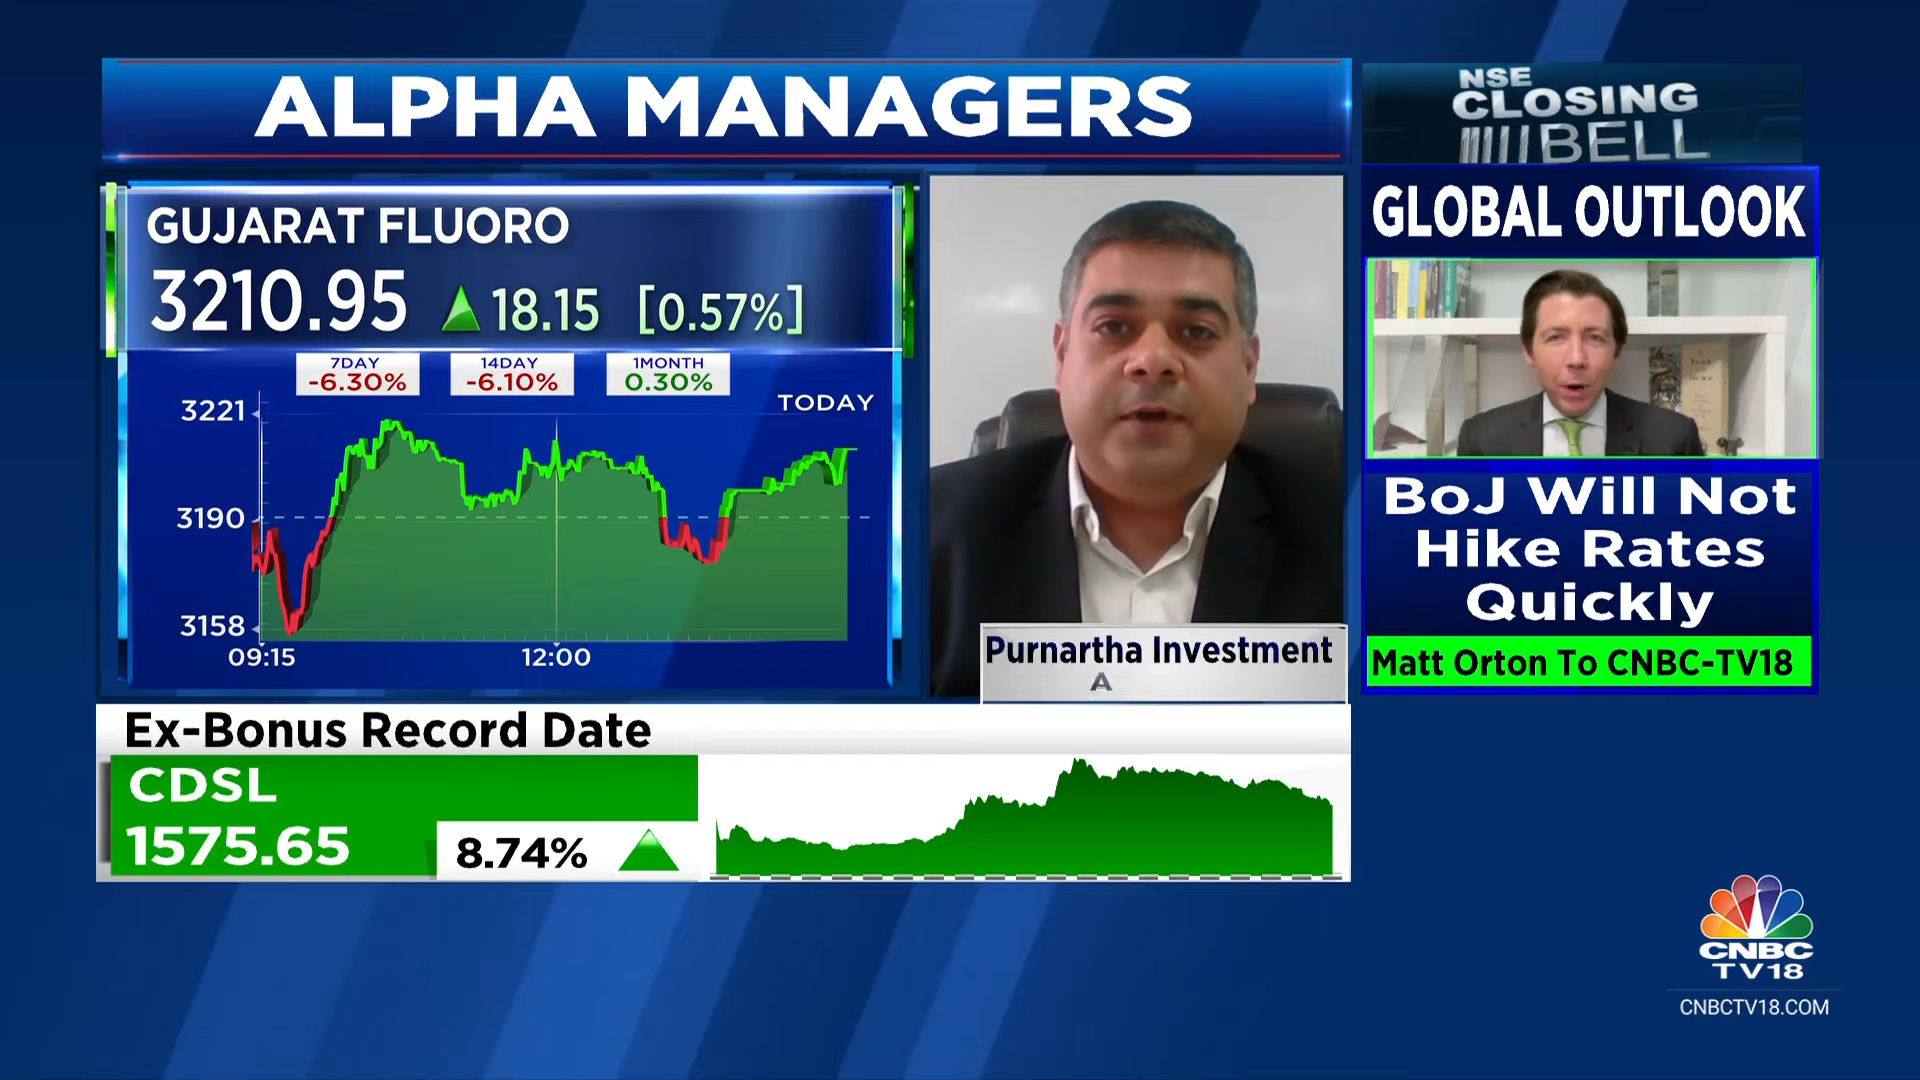 ALPHA MANAGERS
NSE
CLOSING
BELL
GUJARAT FLUORO
3210.95 18.15 [0.57%]
7DAY
-6.30%
14DAY
-6.10%
1MONTH
0.30%
TODAY
3221
3190
3158
09:15 12:00
Purnartha Investment
A
GLOBAL OUTLOOK
BoJ Will Not
Hike Rates
Quickly
Matt Orton To CNBC-TV18
Ex-Bonus Record Date
CDSL
1575.65
8.74%
CNBC
TV18
CNBCTV18.COM